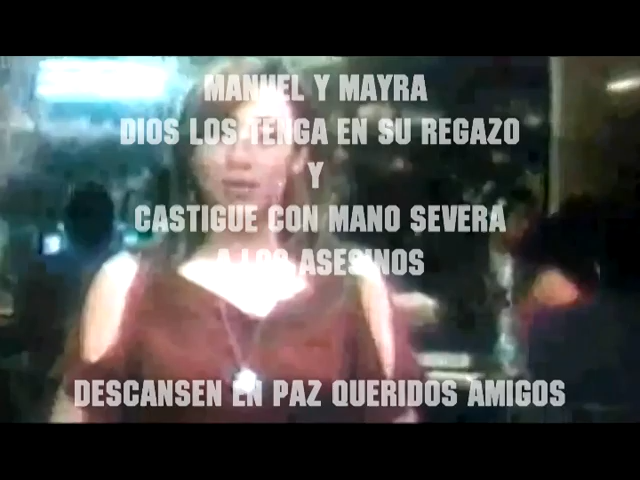 MANUEL Y MAYRA
DIOS LOS TENGA EN SU REGAZO
Y
CASTIGUE CON MANO SEVERA
A LOS ASESINOS
DESCANSEN EN PAZ QUERIDOS AMIGOS